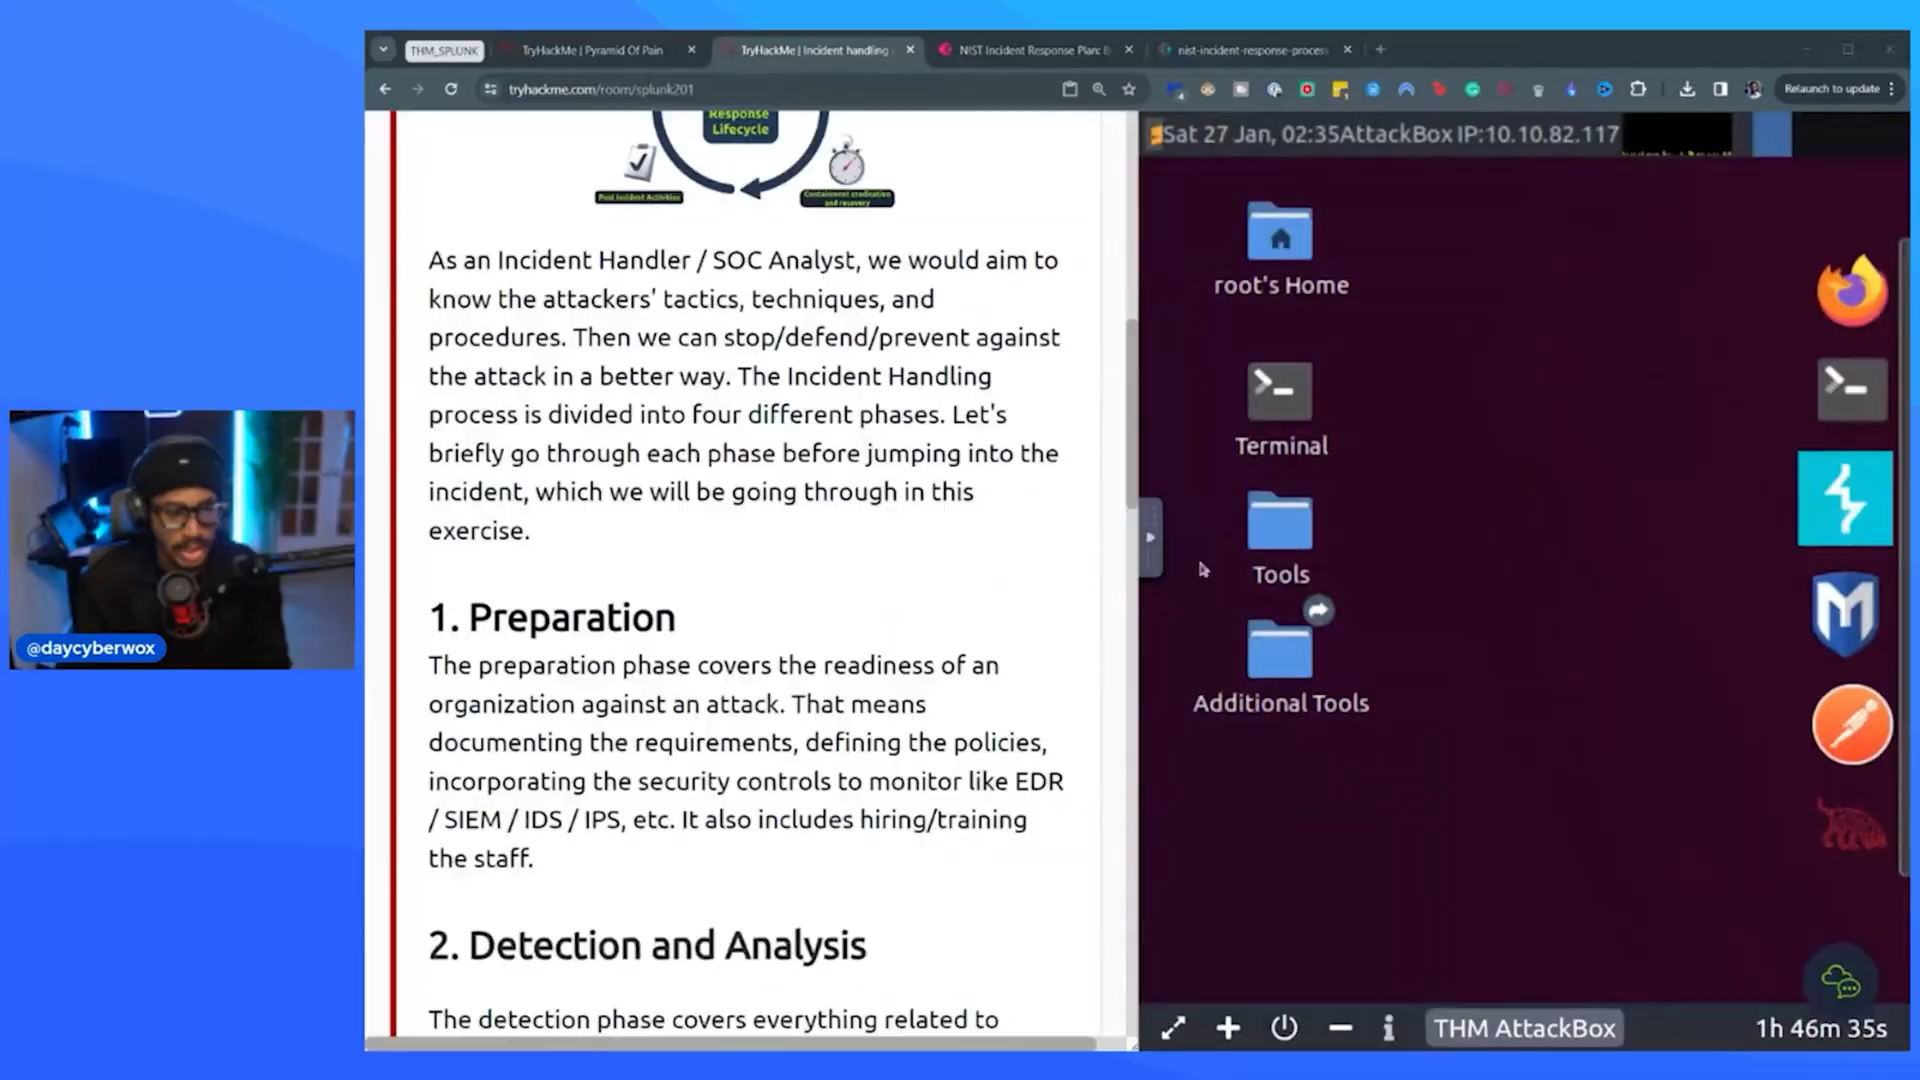 THM_SPLUNK
TryHackMe | Pyramid Of Pain
TryHackMe | Incident handling
NIST Incident Response Plan: B
nist-incident-response-process
tryhackme.com/room/splunk201
Relaunch to update
Response
Lifecycle
Post Incident Activities
Containment eradication
and recovery
As an Incident Handler / SOC Analyst, we would aim to
know the attackers' tactics, techniques, and
procedures. Then we can stop/defend/prevent against
the attack in a better way. The Incident Handling
process is divided into four different phases. Let's
briefly go through each phase before jumping into the
incident, which we will be going through in this
exercise.
1. Preparation
The preparation phase covers the readiness of an
organization against an attack. That means
documenting the requirements, defining the policies,
incorporating the security controls to monitor like EDR
/ SIEM / IDS / IPS, etc. It also includes hiring/training
the staff.
2. Detection and Analysis
The detection phase covers everything related to
@daycyberwox
Sat 27 Jan, 02:35AttackBox IP:10.10.82.117
root's Home
Terminal
Tools
Additional Tools
THM AttackBox
1h 46m 35s